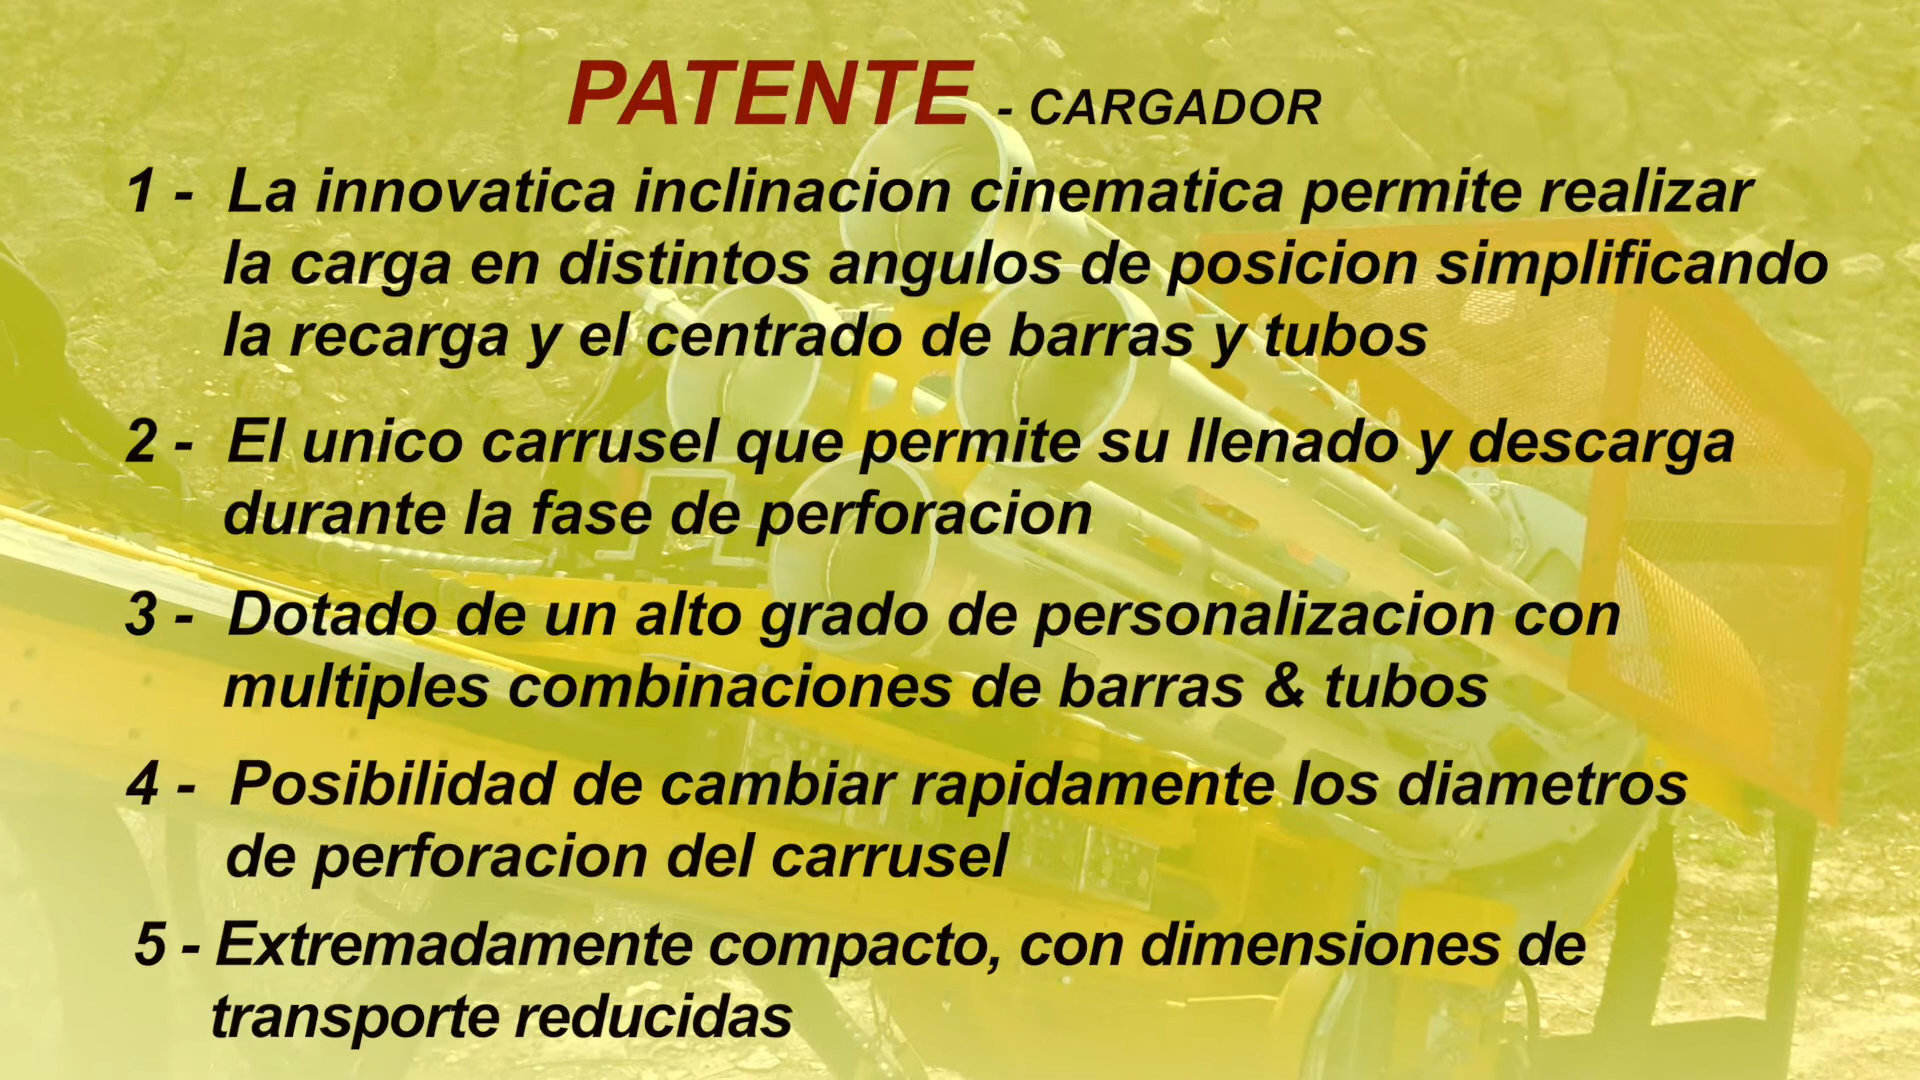 PATENTE - CARGADOR
1 - La innovatica inclinacion cinematica permite realizar
la carga en distintos angulos de posicion simplificando
la recarga y el centrado de barras y tubos
2 - El unico carrusel que permite su llenado y descarga
durante la fase de perforacion
3 - Dotado de un alto grado de personalizacion con
multiples combinaciones de barras & tubos
4 - Posibilidad de cambiar rapidamente los diametros
de perforacion del carrusel
5 - Extremadamente compacto, con dimensiones de
transporte reducidas